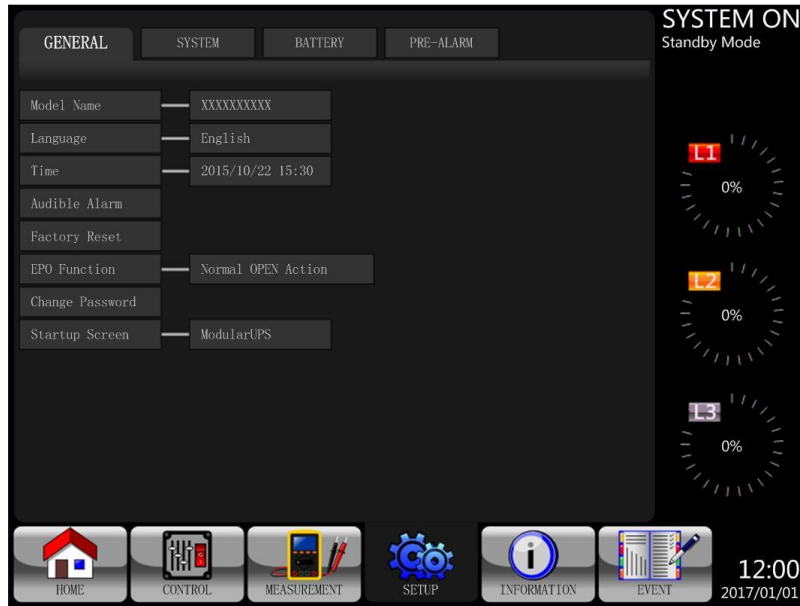 SYSTEM ON
Standby Mode
GENERAL SYSTEM BATTERY PRE-ALARM
Model Name XXXXXXXXXX
Language English
Time 2015/10/22 15:30
Audible Alarm
Factory Reset
EPO Function Normal OPEN Action
Change Password
Startup Screen ModularUPS
L1
0%
L2
0%
L3
0%
HOME CONTROL MEASUREMENT SETUP INFORMATION EVENT
12:00
2017/01/01